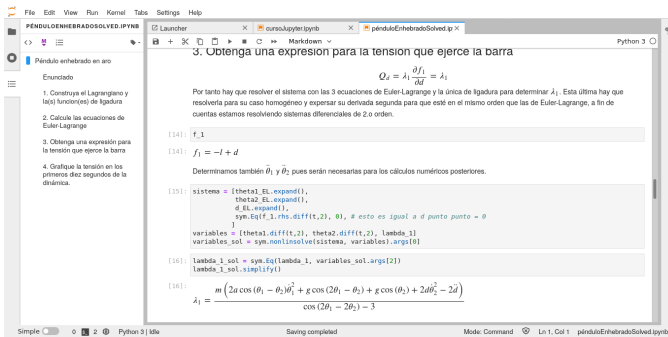 File Edit View Run Kernel Tabs Settings Help
PÉNDULOENHEBRADOSOLVED.IPYNB
Péndulo enhebrado en aro
Enunciado
1. Construya el Lagrangiano y
la(s) funcion(es) de ligadura
2. Calcule las ecuaciones de
Euler-Lagrange
3. Obtenga una expresión para
la tensión que ejerce la barra
4. Grafique la tensión en los
primeros diez segundos de la
dinámica.
Launcher
cursoJupyter.ipynb
pénduloEnhebradoSolved.ip
Markdown
Python 3
3. Obtenga una expresión para la tensión que ejerce la barra
Q_d = λ_1 ∂f_1/∂d = λ_1
Por tanto hay que resolver el sistema con las 3 ecuaciones de Euler-Lagrange y la única de ligadura para determinar λ_1. Esta última hay que
resolverla para su caso homogéneo y expersar su derivada segunda para que esté en el mismo orden que las de Euler-Lagrange, a fin de
cuentas estamos resolviendo sistemas diferenciales de 2.o orden.
[14]: f_1
[14]: f_1 = −l + d
Determinamos también θ̈_1 y θ̈_2 pues serán necesarias para los cálculos numéricos posteriores.
[15]: sistema = [theta1_EL.expand(),
theta2_EL.expand(),
d_EL.expand(),
sym.Eq(f_1.rhs.diff(t,2), 0), # esto es igual a d punto punto = 0
]
variables = [theta1.diff(t,2), theta2.diff(t,2), lambda_1]
variables_sol = sym.nonlinsolve(sistema, variables).args[0]
[16]: lambda_1_sol = sym.Eq(lambda_1, variables_sol.args[2])
lambda_1_sol.simplify()
[16]: λ_1 = m (2a cos (θ_1 − θ_2) θ̇_1^2 + g cos (2θ_1 − θ_2) + g cos (θ_2) + 2d θ̇_2^2 − 2d̈) / cos (2θ_1 − 2θ_2) − 3
Simple 0 2 Python 3 | Idle Saving completed Mode: Command Ln 1, Col 1 pénduloEnhebradoSolved.ipynb